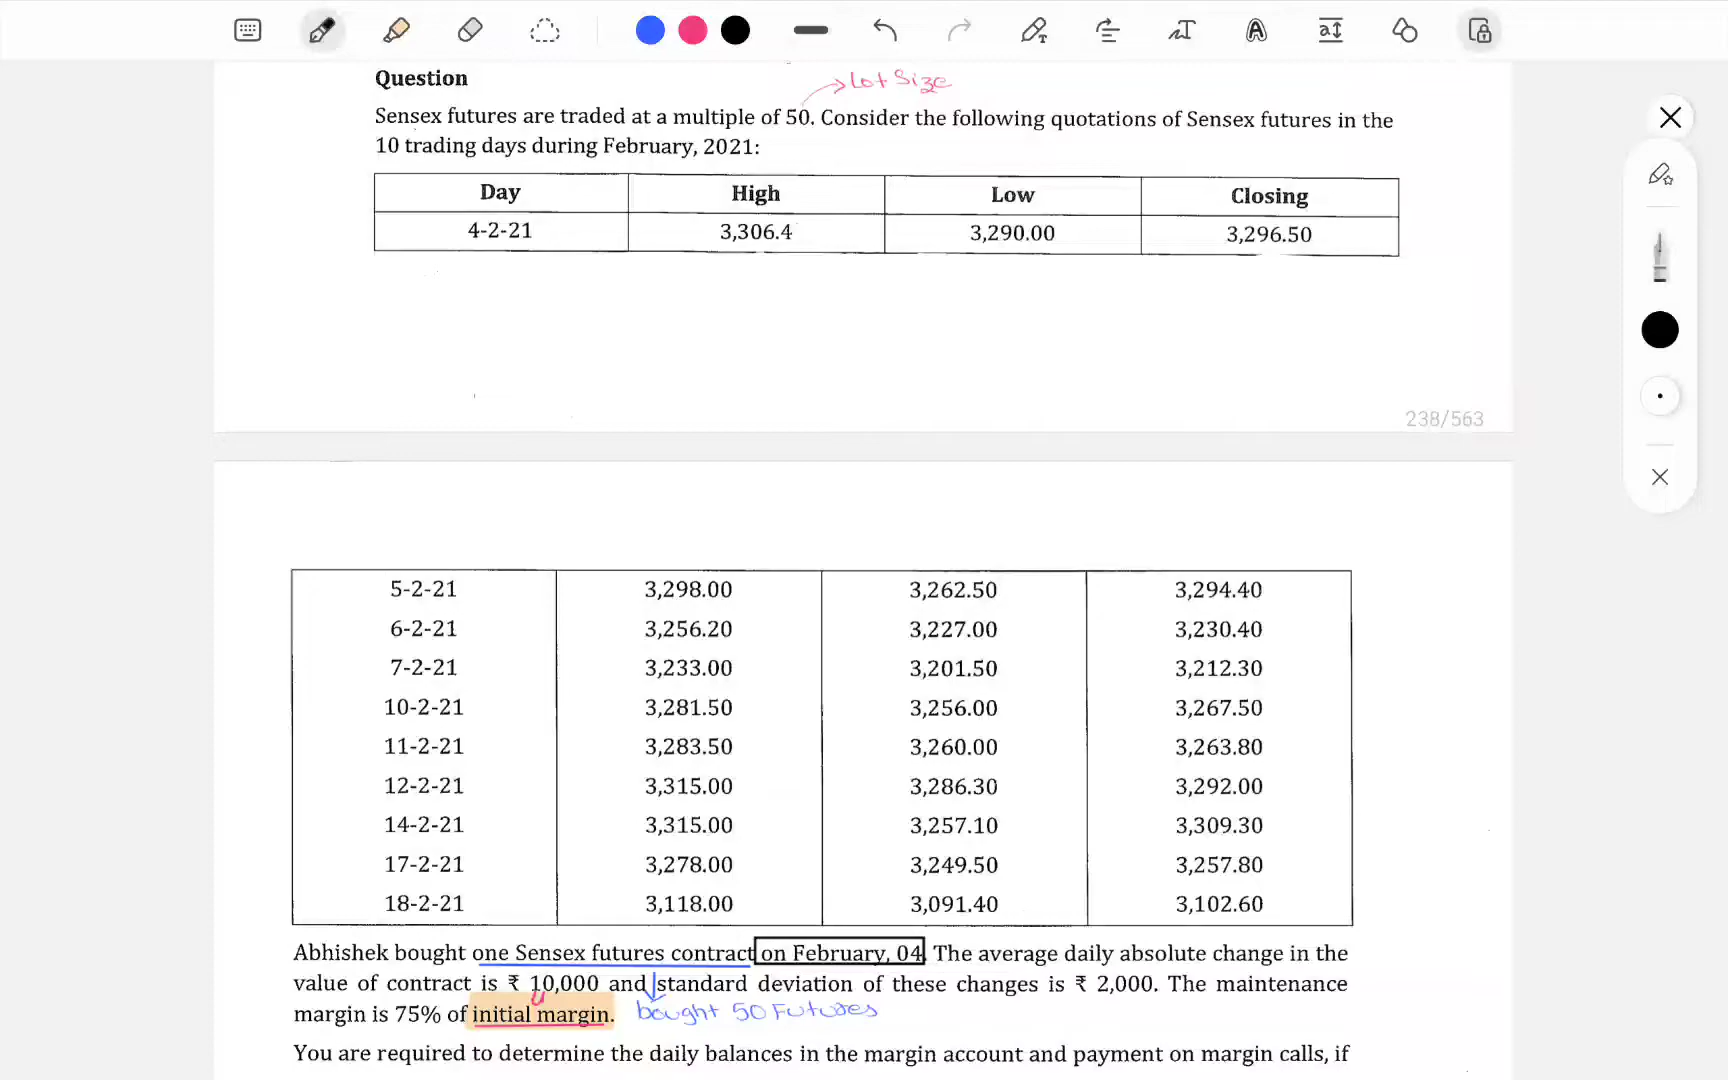 Question
→Lot Size
Sensex futures are traded at a multiple of 50. Consider the following quotations of Sensex futures in the
10 trading days during February, 2021:
Day High Low Closing
4-2-21 3,306.4 3,290.00 3,296.50
238/563
5-2-21 3,298.00 3,262.50 3,294.40
6-2-21 3,256.20 3,227.00 3,230.40
7-2-21 3,233.00 3,201.50 3,212.30
10-2-21 3,281.50 3,256.00 3,267.50
11-2-21 3,283.50 3,260.00 3,263.80
12-2-21 3,315.00 3,286.30 3,292.00
14-2-21 3,315.00 3,257.10 3,309.30
17-2-21 3,278.00 3,249.50 3,257.80
18-2-21 3,118.00 3,091.40 3,102.60
Abhishek bought one Sensex futures contract on February, 04. The average daily absolute change in the
value of contract is ₹ 10,000 and standard deviation of these changes is ₹ 2,000. The maintenance
margin is 75% of initial margin. bought 50 Futures
You are required to determine the daily balances in the margin account and payment on margin calls, if